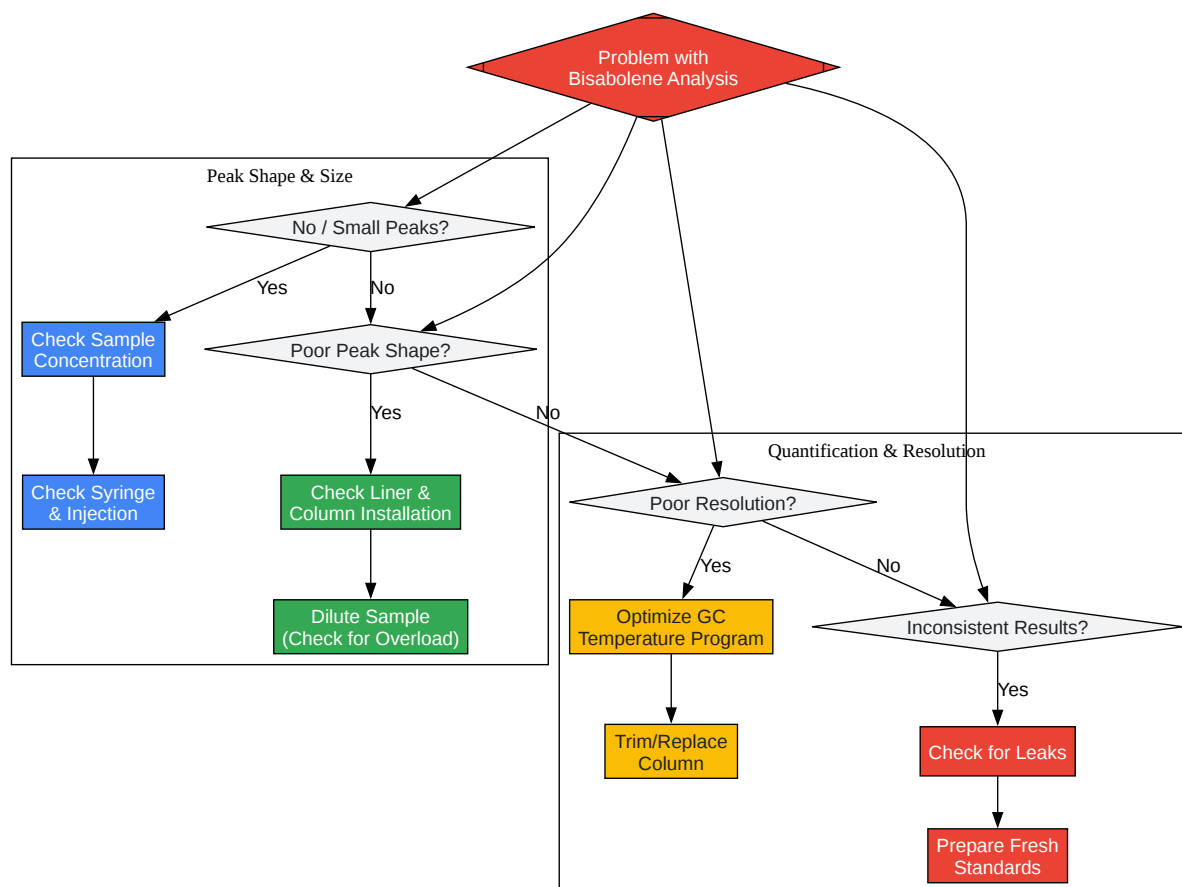 Problem with
Bisabolene Analysis
Peak Shape & Size
No / Small Peaks?
Yes
No
Check Sample
Concentration
Poor Peak Shape?
Yes
No
Check Syringe
& Injection
Check Liner &
Column Installation
Dilute Sample
(Check for Overload)
Quantification & Resolution
Poor Resolution?
Yes
No
Optimize GC
Temperature Program
Inconsistent Results?
Yes
Trim/Replace
Column
Check for Leaks
Prepare Fresh
Standards